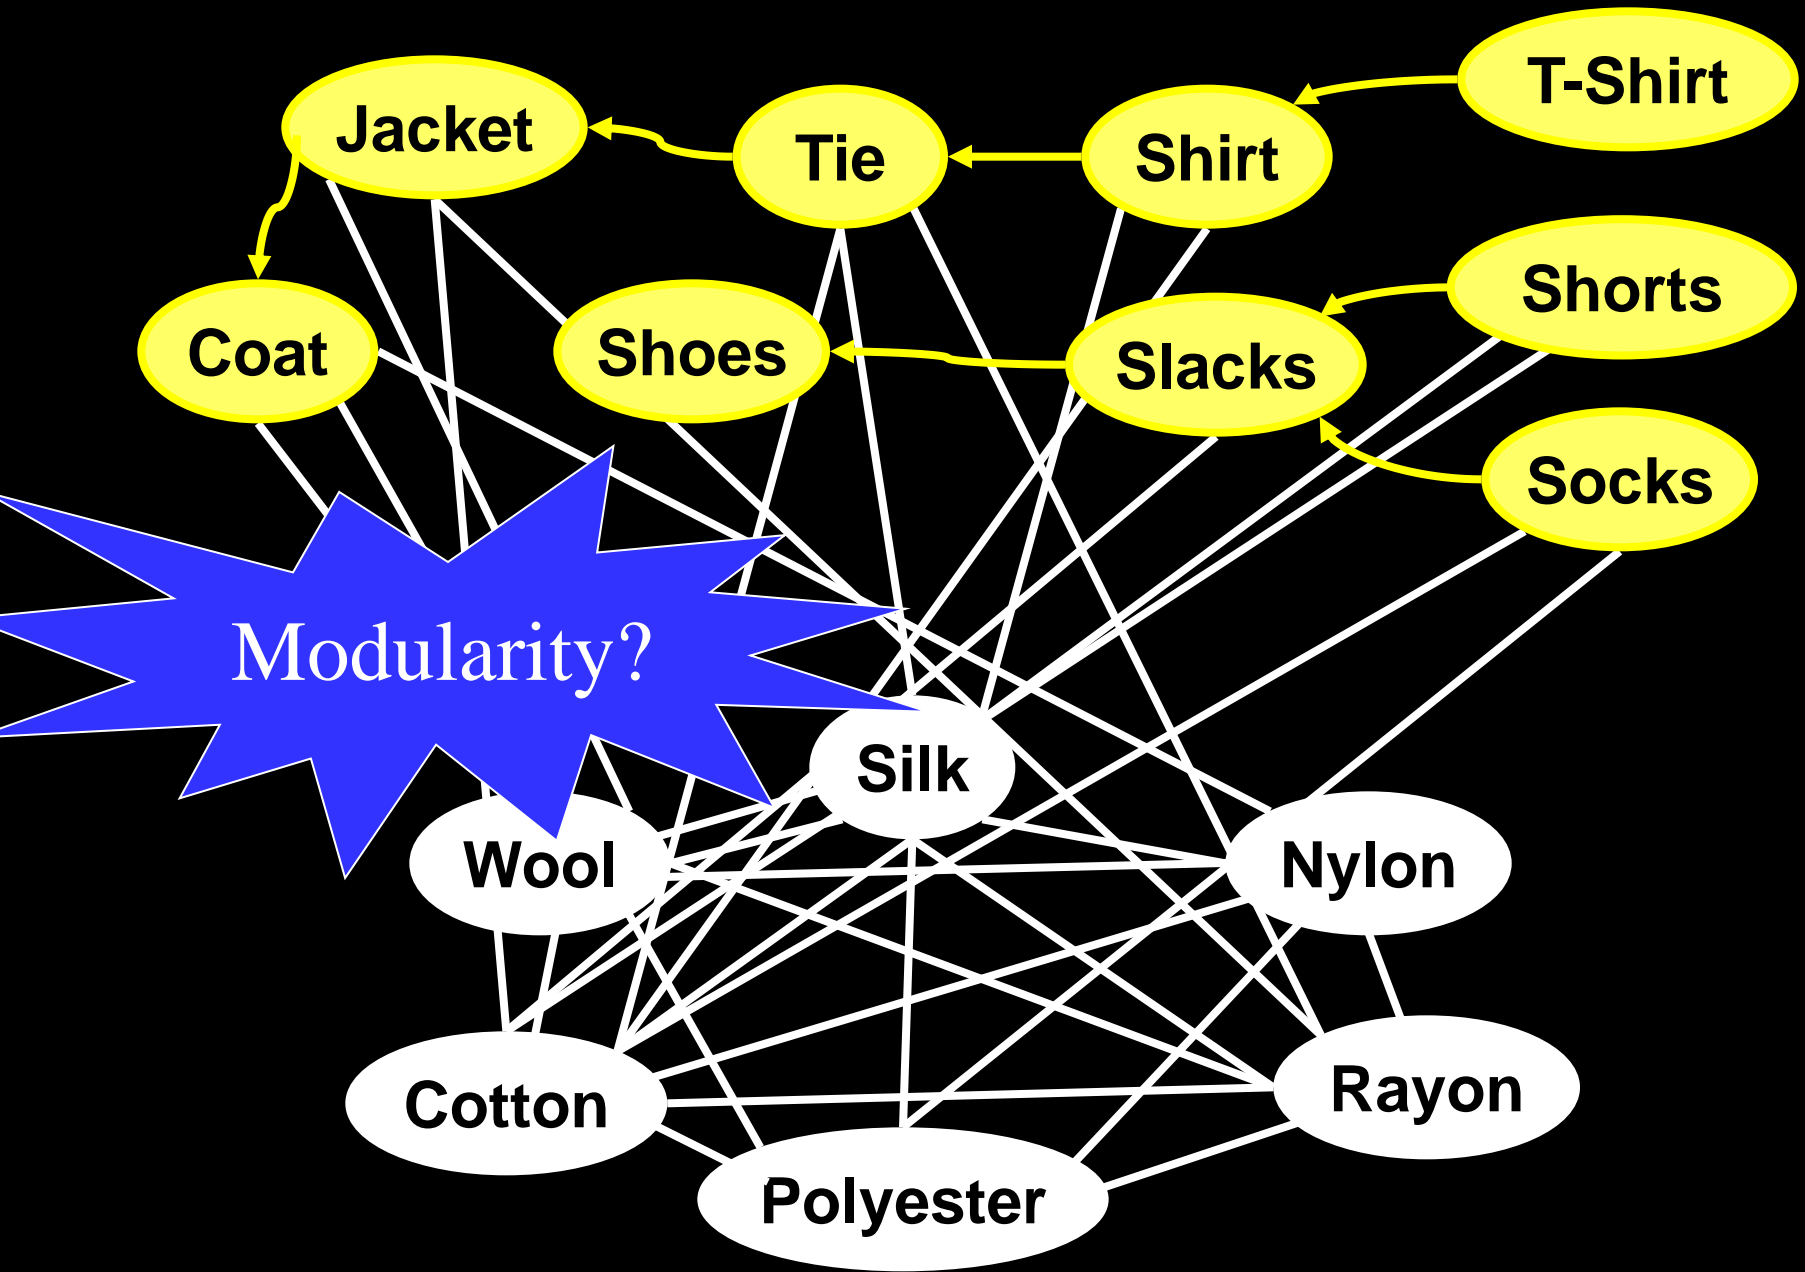 T-Shirt
Jacket
Tie
Shirt
Shorts
Coat
Shoes
Slacks
Socks
Modularity?
Silk
Wool
Nylon
Cotton
Rayon
Polyester